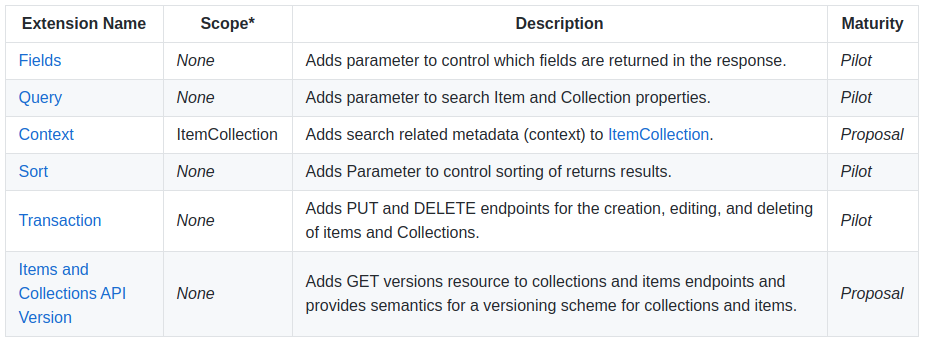 Extension Name Scope* Description Maturity
Fields None Adds parameter to control which fields are returned in the response. Pilot
Query None Adds parameter to search Item and Collection properties. Pilot
Context ItemCollection Adds search related metadata (context) to ItemCollection. Proposal
Sort None Adds Parameter to control sorting of returns results. Pilot
Transaction None Adds PUT and DELETE endpoints for the creation, editing, and deleting
of items and Collections. Pilot
Items and
Collections API
Version None Adds GET versions resource to collections and items endpoints and
provides semantics for a versioning scheme for collections and items. Proposal